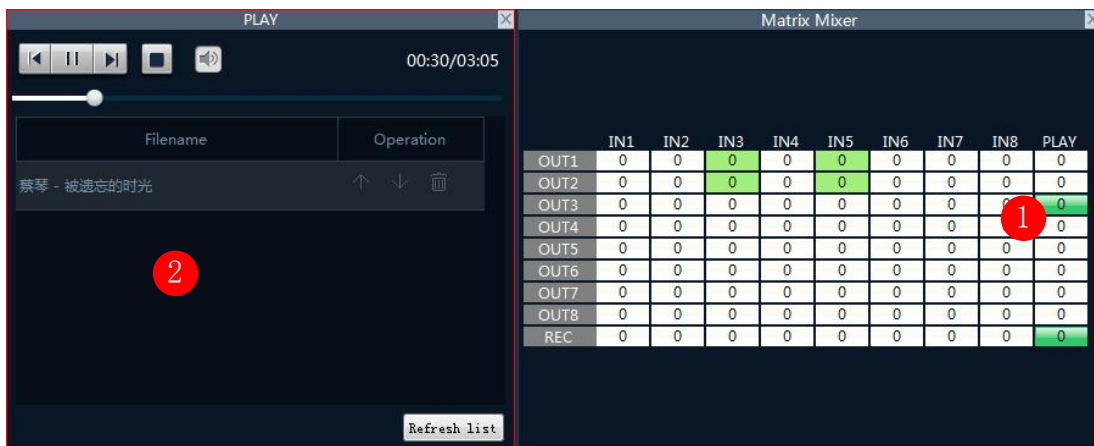 PLAY
00:30/03:05
Filename Operation
蔡琴 - 被遗忘的时光
2
Refresh list
Matrix Mixer
IN1 IN2 IN3 IN4 IN5 IN6 IN7 IN8 PLAY
OUT1 0 0 0 0 0 0 0 0 0
OUT2 0 0 0 0 0 0 0 0 0
OUT3 0 0 0 0 0 0 0 0 0
1
OUT4 0 0 0 0 0 0 0 0 0
OUT5 0 0 0 0 0 0 0 0 0
OUT6 0 0 0 0 0 0 0 0 0
OUT7 0 0 0 0 0 0 0 0 0
OUT8 0 0 0 0 0 0 0 0 0
REC 0 0 0 0 0 0 0 0 0